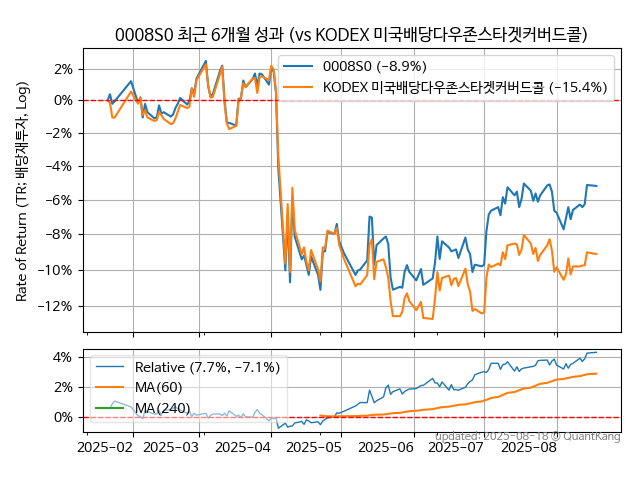 0008S0 최근 6개월 성과 (vs KODEX 미국배당다우존스타겟커버드콜)
Rate of Return (TR: 배당재투자, Log)
2%
0%
−2%
−4%
−6%
−8%
−10%
−12%
0008S0 (−8.9%)
KODEX 미국배당다우존스타겟커버드콜 (−15.4%)
4%
2%
0%
Relative (7.7%, −7.1%)
MA(60)
MA(240)
2025−02 2025−03 2025−04 2025−05 2025−06 2025−07 2025−08
updated: 2025-08-18 © QuantKang